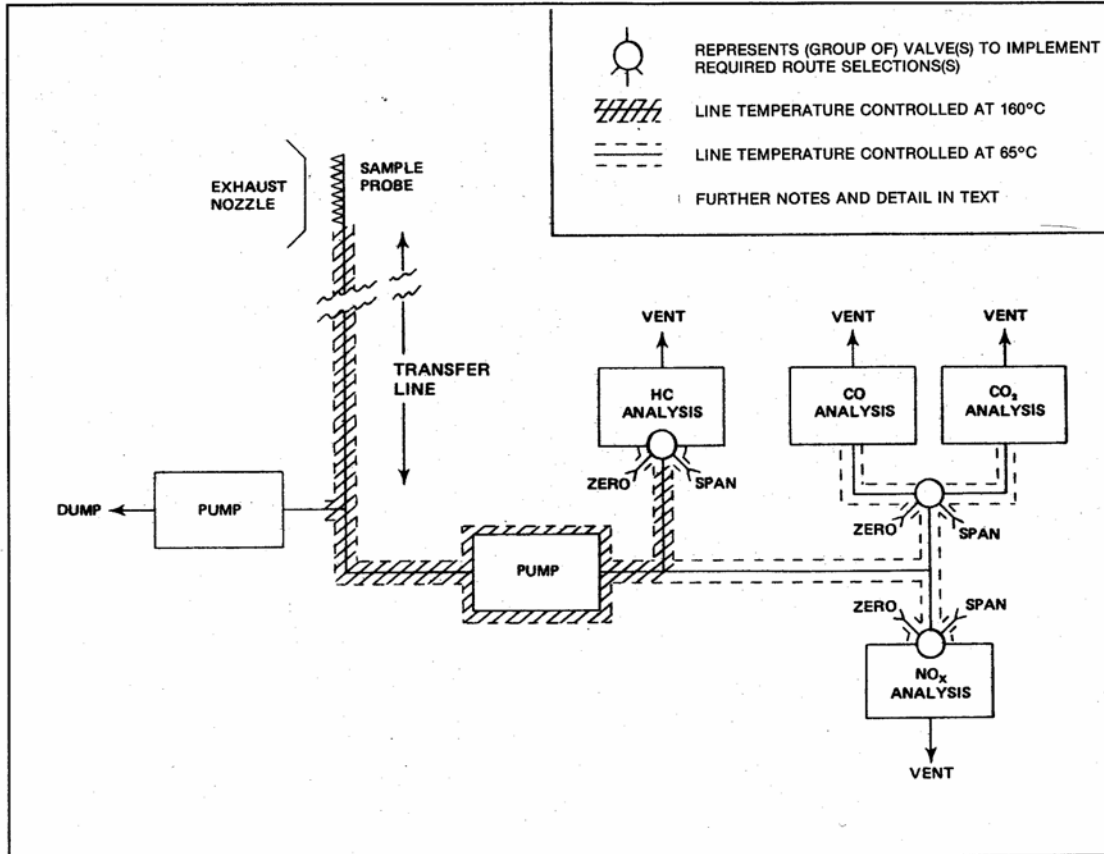 REPRESENTS (GROUP OF) VALVE(S) TO IMPLEMENT
REQUIRED ROUTE SELECTIONS(S)
LINE TEMPERATURE CONTROLLED AT 160°C
LINE TEMPERATURE CONTROLLED AT 65°C
FURTHER NOTES AND DETAIL IN TEXT
EXHAUST
NOZZLE
SAMPLE
PROBE
TRANSFER
LINE
DUMP
PUMP
PUMP
VENT
HC
ANALYSIS
ZERO
SPAN
VENT
CO
ANALYSIS
VENT
CO₂
ANALYSIS
ZERO
SPAN
ZERO
SPAN
NOₓ
ANALYSIS
VENT